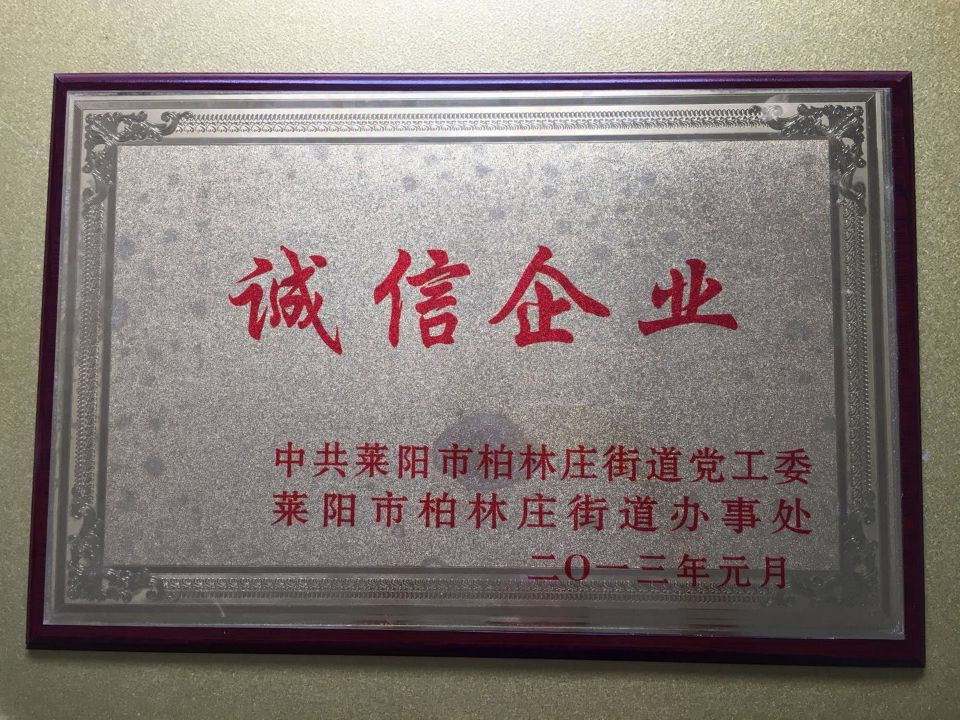 诚信企业
中共莱阳市柏林庄街道党工委
莱阳市柏林庄街道办事处
二〇一三年元月